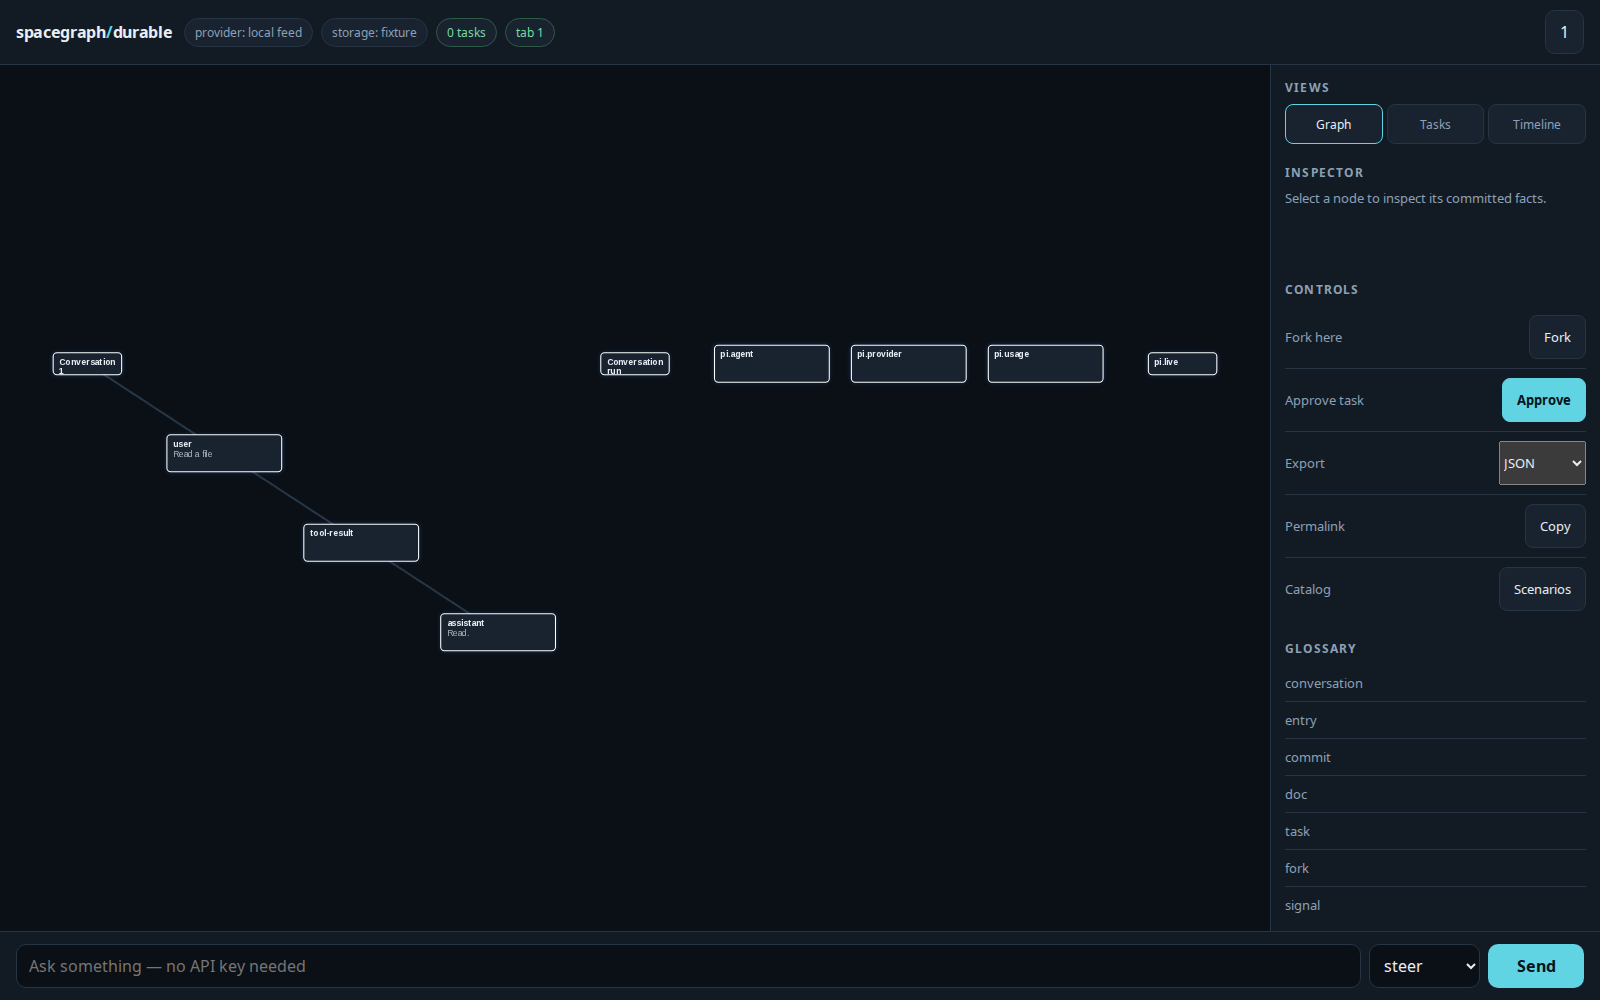 spacegraph/durable
provider: local feed
storage: fixture
0 tasks
tab 1
1
VIEWS
Graph
Tasks
Timeline
INSPECTOR
Select a node to inspect its committed facts.
CONTROLS
Fork here
Fork
Approve task
Approve
Export
JSON
Permalink
Copy
Catalog
Scenarios
GLOSSARY
conversation
entry
commit
doc
task
fork
signal
Conversation
1
user
Read a file
tool-result
assistant
Read.
Conversation
run
pi.agent
pi.provider
pi.usage
pi.live
Ask something — no API key needed
steer
Send